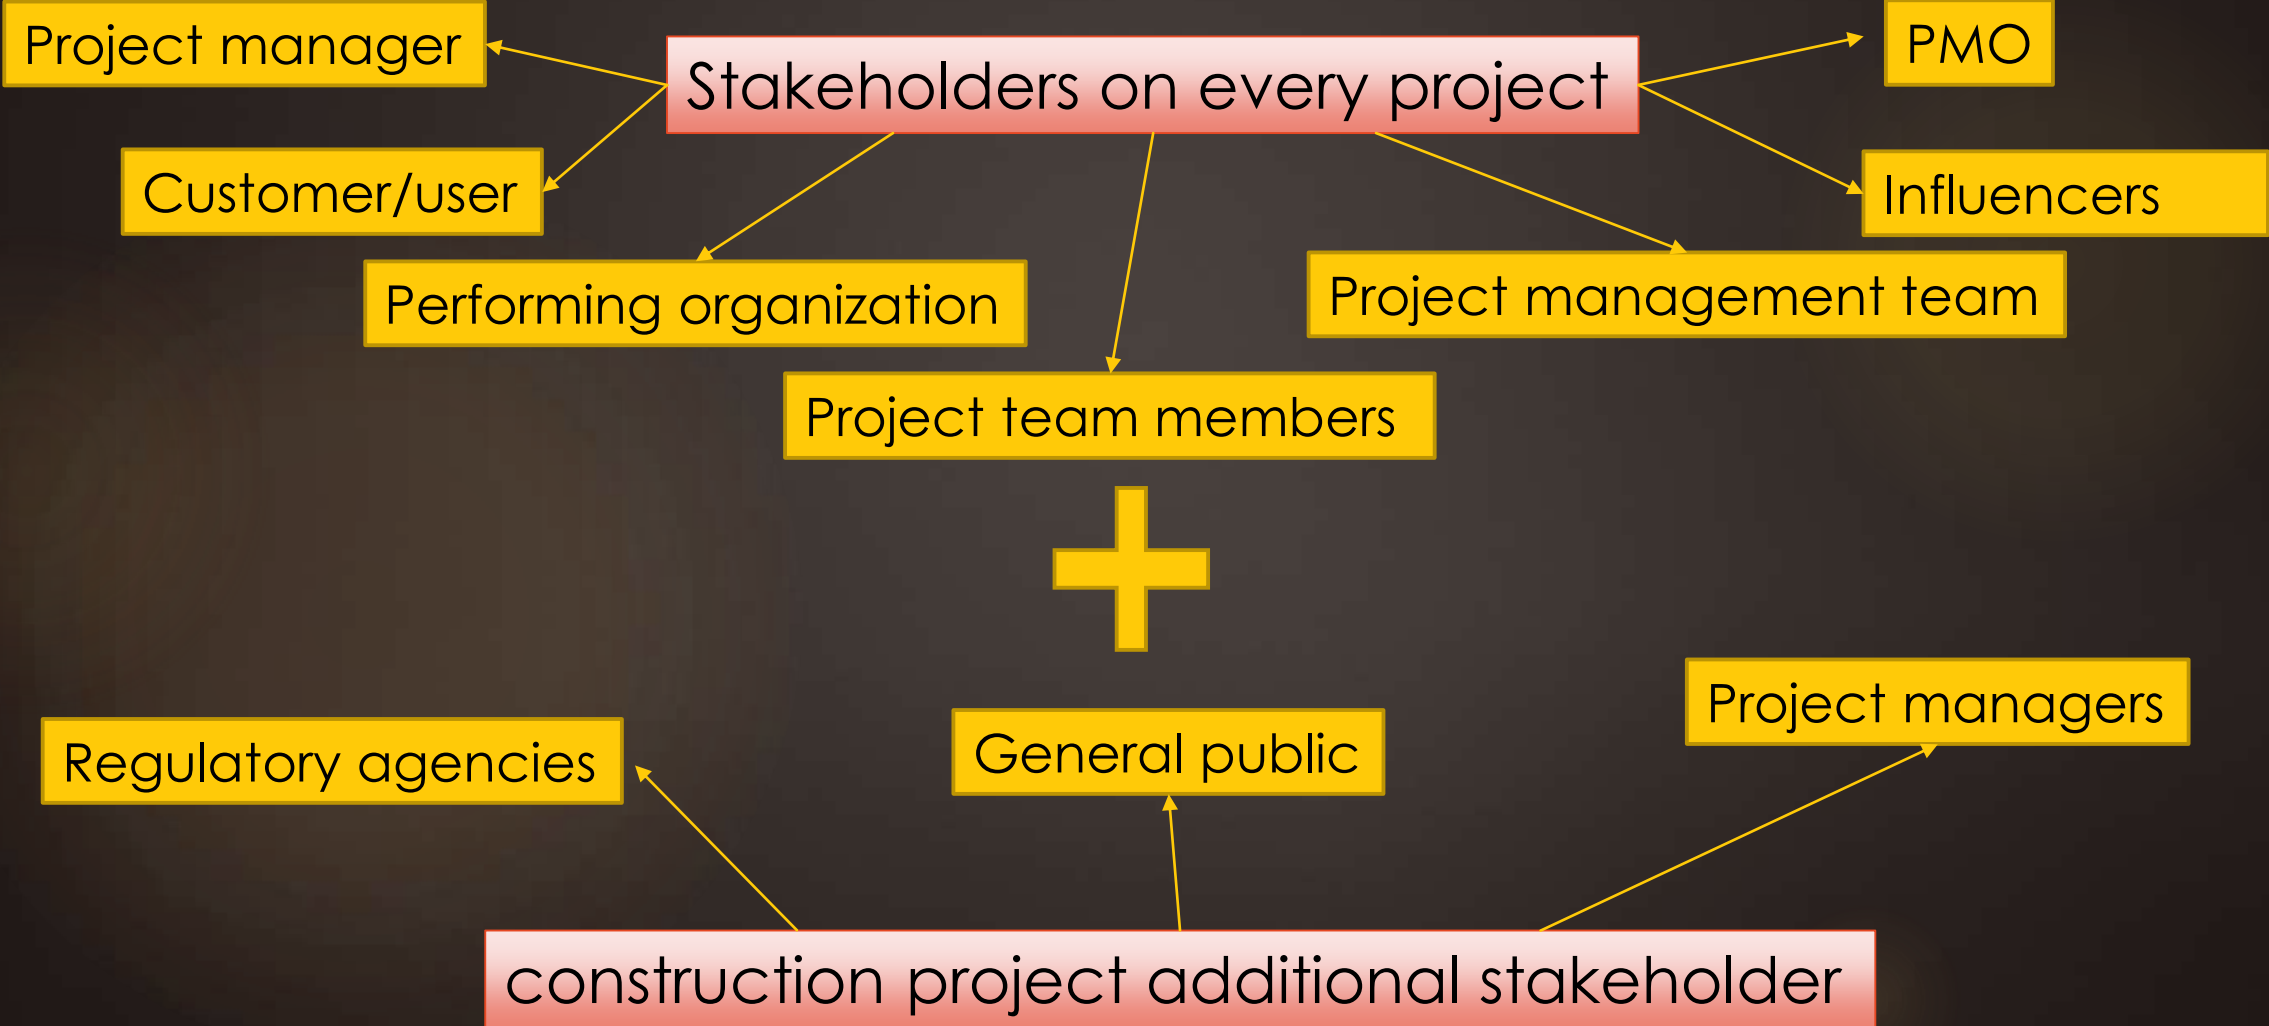 Project manager
Stakeholders on every project
PMO
Customer/user
Influencers
Performing organization
Project management team
Project team members
Project managers
Regulatory agencies
General public
construction project additional stakeholder